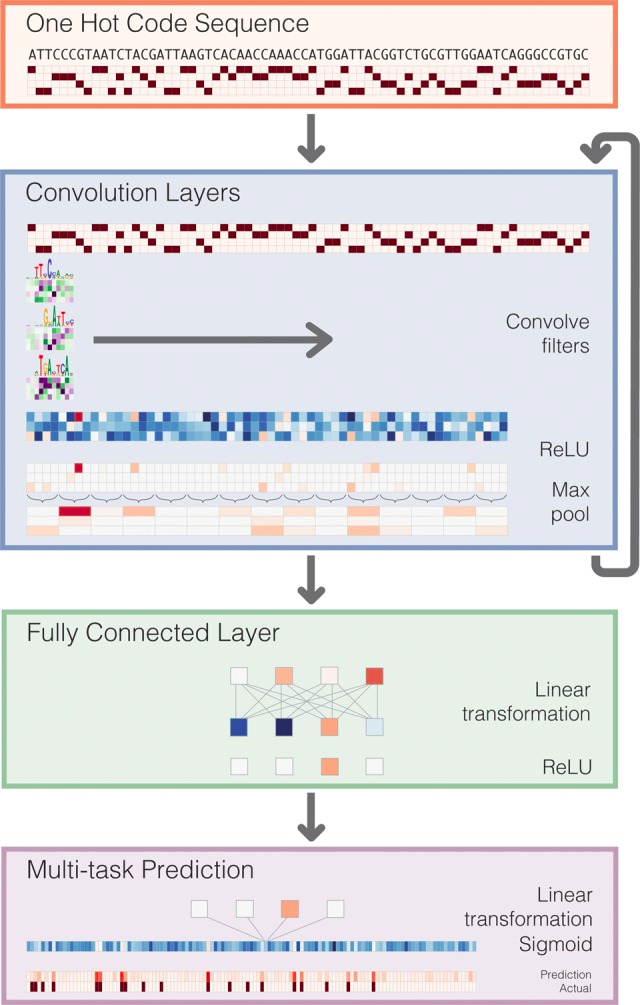 One Hot Code Sequence
ATTCCCGTAATCTACGATTAAGTCACAACCAAACCATGGATTACGGTCTGCGTTGGAATCAGGGCCGTGC
Convolution Layers
Convolve
filters
ReLU
Max
pool
Fully Connected Layer
Linear
transformation
ReLU
Multi-task Prediction
Linear
transformation
Sigmoid
Prediction
Actual